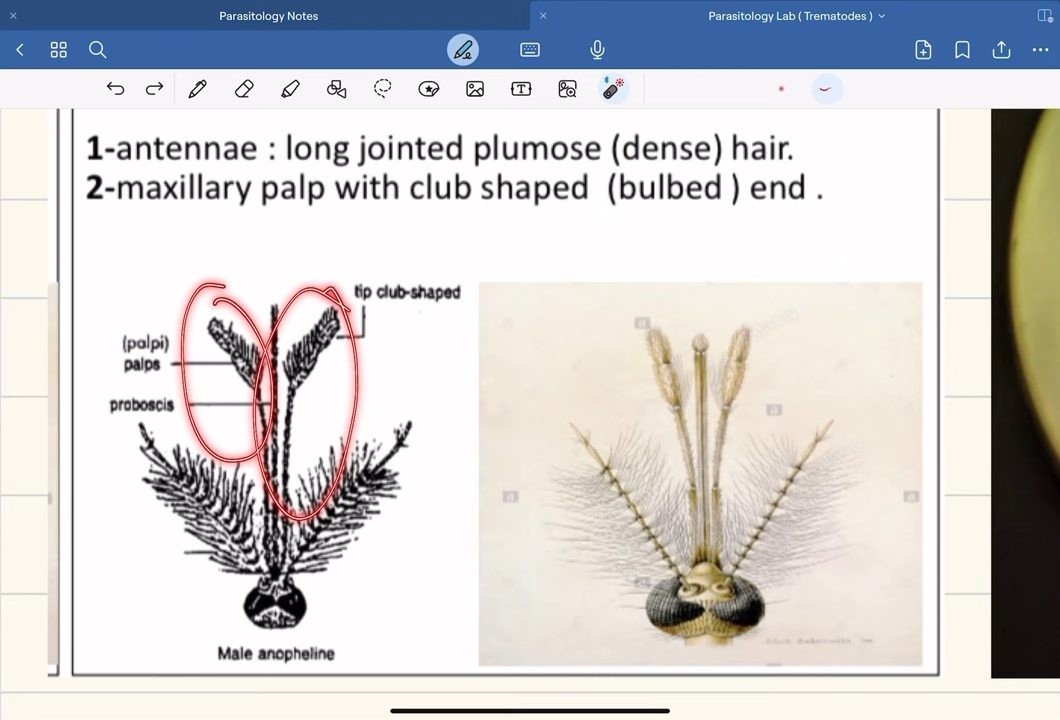 Parasitology Notes
Parasitology Lab ( Trematodes )
1-antennae : long jointed plumose (dense) hair.
2-maxillary palp with club shaped (bulbed ) end .
tip club-shaped
(palpi)
palps
proboscis
Male anopheline
a
a
a
a